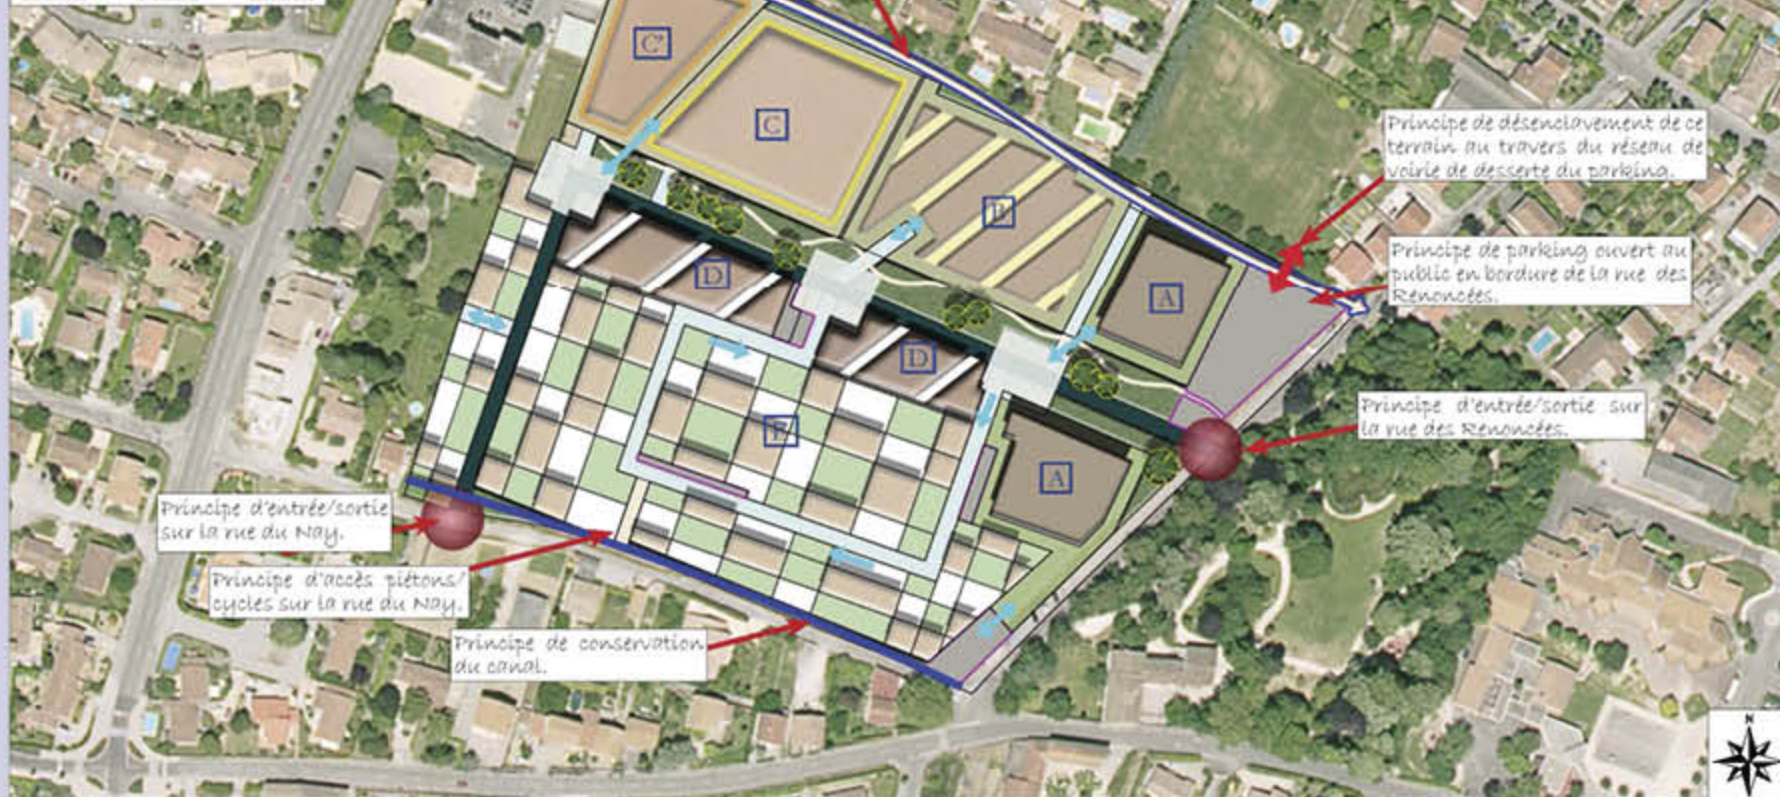 C'
C
Principe de désenclavement de ce
terrain au travers du réseau de
voirie de desserte du parking.
B
Principe de parking ouvert au
public en bordure de la rue des
Renoncées.
D
A
D
Principe d'entrée/sortie sur
la rue des Renoncées.
E
A
Principe d'entrée/sortie
sur la rue du Nay.
Principe d'accès piétons/
cycles sur la rue du Nay.
Principe de conservation
du canal.
N